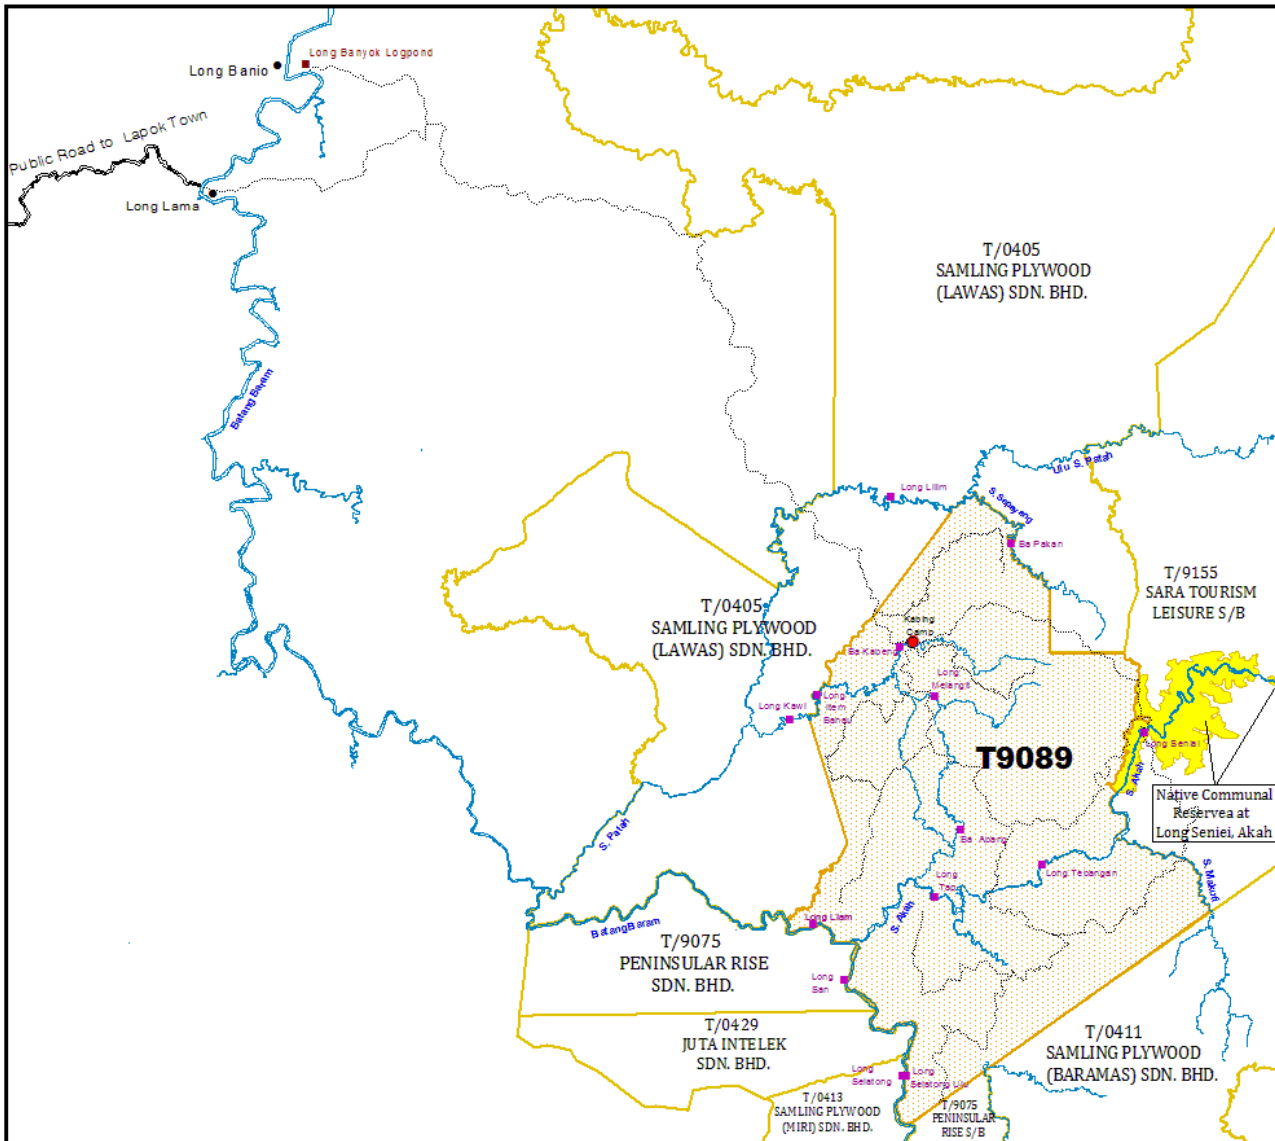 Long Banyok Logpond
Long Banio
Public Road to Lapok Town
Long Lama
T/0405
SAMLING PLYWOOD
(LAWAS) SDN. BHD.
Batang Baram
Ulu S. Patah
Long Lilim
S. Sepayang
Ba Pakan
T/9155
SARA TOURISM
LEISURE S/B
T/0405
SAMLING PLYWOOD
(LAWAS) SDN. BHD.
Kabing
Camp
Ba Kabeng
Long
Melangit
Long
Item
Bansu
Long Kawi
Long Seniai
T9089
S. Akah
Native Communal
Reservea at
Long Seniei, Akah
S. Patah
Ba Abang
Long Tebangan
S. Makuti
Long
Tap
S. Akah
Long Liam
Batang Baram
T/9075
PENINSULAR RISE
SDN. BHD.
Long
San
T/0429
JUTA INTELEK
SDN. BHD.
T/0411
SAMLING PLYWOOD
(BARAMAS) SDN. BHD.
Long
Selatong
Long
Selatong Ulu
T/0413
SAMLING PLYWOOD
(MIRI) SDN. BHD.
T/9075
PENINSULAR
RISE S/B